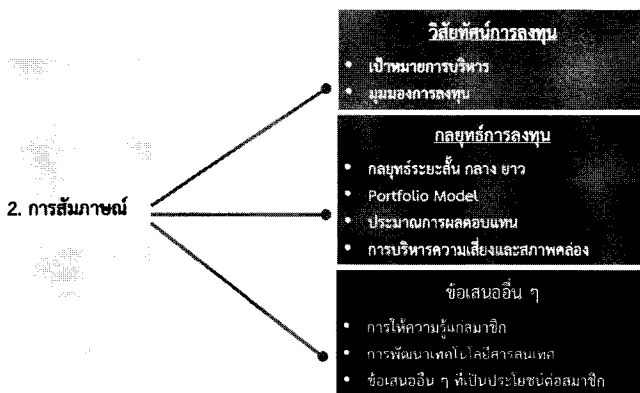 วิสัยทัศน์การลงทุน
• เป้าหมายการบริหาร
• มุมมองการลงทุน
กลยุทธ์การลงทุน
• กลยุทธ์ระยะสั้น กลาง ยาว
• Portfolio Model
• ประมาณการผลตอบแทน
• การบริหารความเสี่ยงและสภาพคล่อง
2. การสัมภาษณ์
ข้อเสนออื่น ๆ
• การให้ความรู้แก่สมาชิก
• การพัฒนาเทคโนโลยีสารสนเทศ
• ข้อเสนออื่น ๆ ที่เป็นประโยชน์ต่อสมาชิก